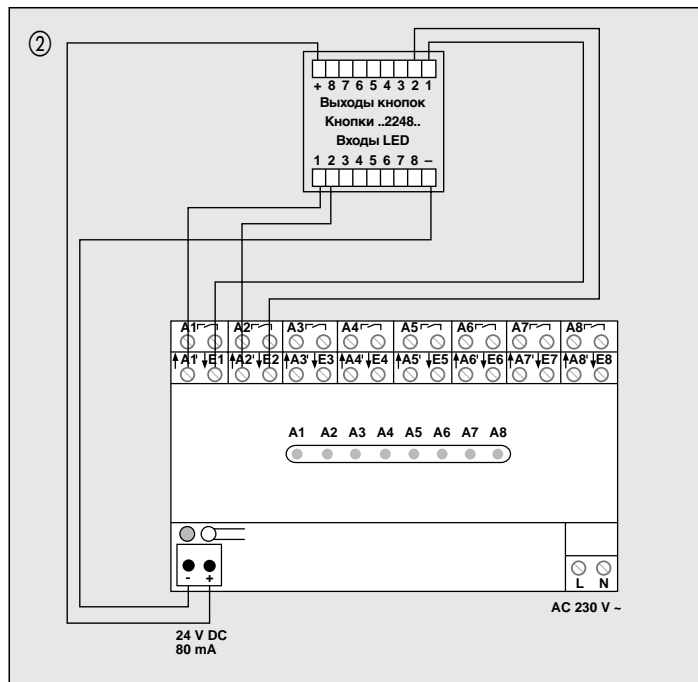 ②
+ 8 7 6 5 4 3 2 1
Выходы кнопок
Кнопки ..2248..
Входы LED
1 2 3 4 5 6 7 8 –
A1 A2 A3 A4 A5 A6 A7 A8
A1' E1 A2' E2 A3' E3 A4' E4 A5' E5 A6' E6 A7' E7 A8' E8
A1 A2 A3 A4 A5 A6 A7 A8
- +
L N
24 V DC
80 mA
AC 230 V ~